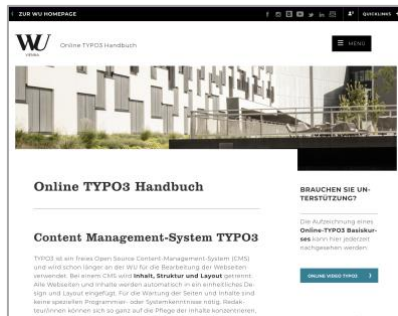 ZUR WU HOMEPAGE
QUICKLINKS
WU
VIENNA
Online TYPO3 Handbuch
MENÜ
Online TYPO3 Handbuch
Content Management-System TYPO3
TYPO3 ist ein freies Open Source Content-Management-System (CMS)
und wird schon länger an der WU für die Bearbeitung der Webseiten
verwendet. Bei einem CMS wird Inhalt, Struktur und Layout getrennt.
Alle Webseiten und Inhalte werden automatisch in ein einheitliches De-
sign und Layout eingefügt. Für die Wartung der Seiten und Inhalte sind
keine speziellen Programmier- oder Systemkenntnisse nötig. Redak-
teur/innen können sich so ganz auf die Pflege der Inhalte konzentrieren.
BRAUCHEN SIE UN-
TERSTÜTZUNG?
Die Aufzeichnung eines
Online-TYPO3 Basiskur-
ses kann hier jederzeit
nachgesehen werden:
ONLINE VIDEO TYPO3